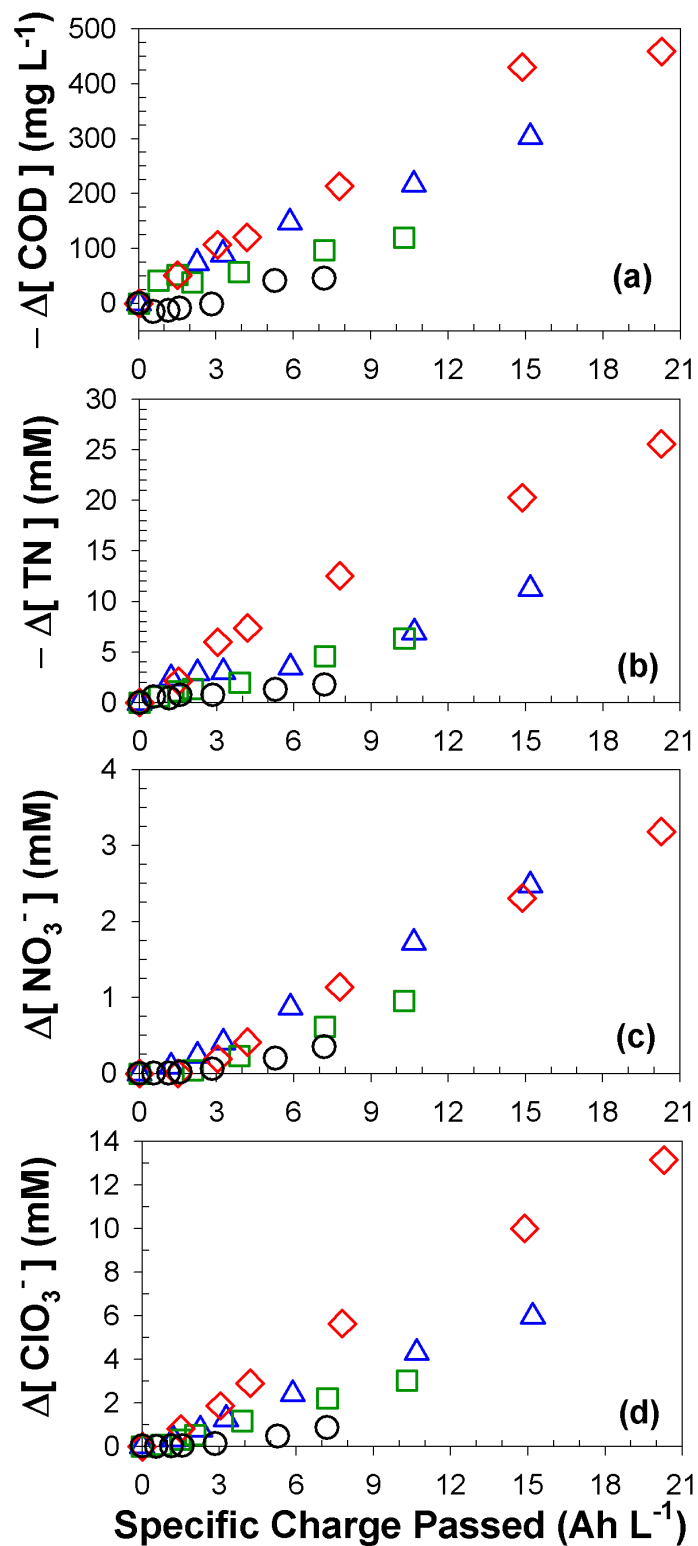 − Δ[ COD ] (mg L⁻¹)
500
400
300
200
100
0
(a)
0 3 6 9 12 15 18 21
− Δ[ TN ] (mM)
30
25
20
15
10
5
0
(b)
0 3 6 9 12 15 18 21
Δ[ NO₃⁻ ] (mM)
4
3
2
1
0
(c)
0 3 6 9 12 15 18 21
Δ[ ClO₃⁻ ] (mM)
14
12
10
8
6
4
2
0
(d)
0 3 6 9 12 15 18 21
Specific Charge Passed (Ah L⁻¹)